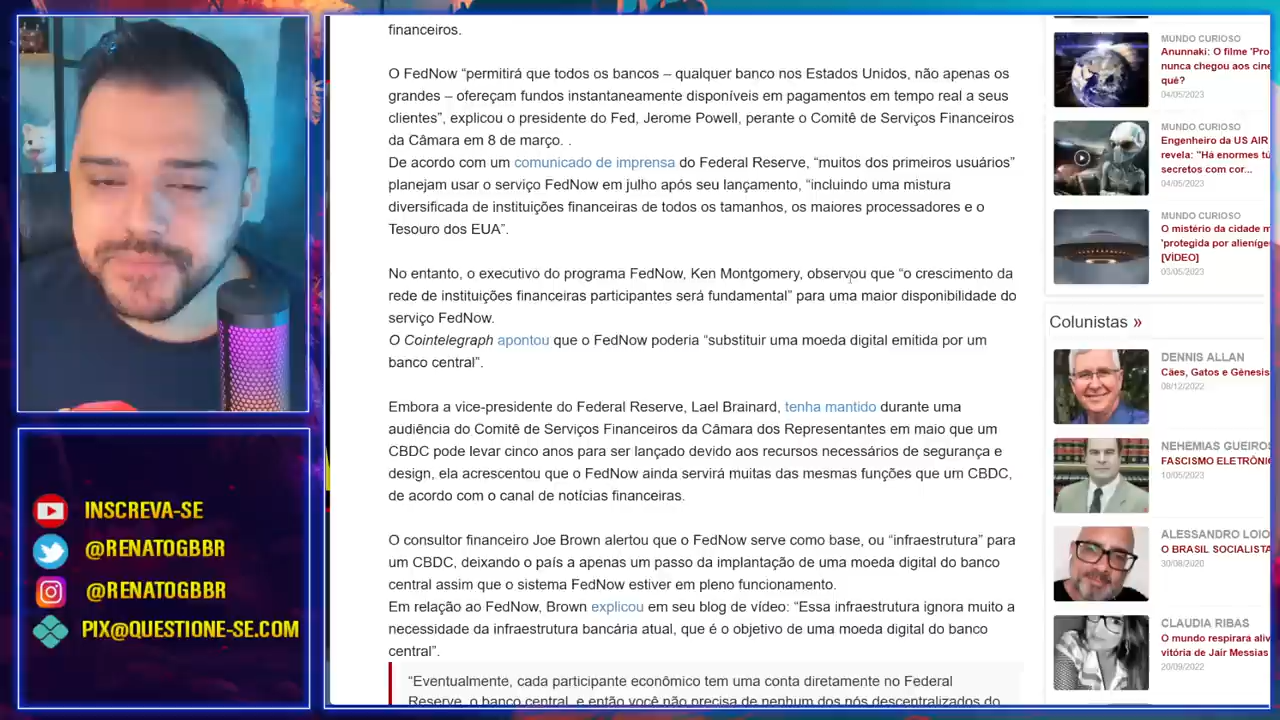 financeiros.
O FedNow “permitirá que todos os bancos – qualquer banco nos Estados Unidos, não apenas os
grandes – ofereçam fundos instantaneamente disponíveis em pagamentos em tempo real a seus
clientes”, explicou o presidente do Fed, Jerome Powell, perante o Comitê de Serviços Financeiros
da Câmara em 8 de março. .
De acordo com um comunicado de imprensa do Federal Reserve, “muitos dos primeiros usuários”
planejam usar o serviço FedNow em julho após seu lançamento, “incluindo uma mistura
diversificada de instituições financeiras de todos os tamanhos, os maiores processadores e o
Tesouro dos EUA”.
No entanto, o executivo do programa FedNow, Ken Montgomery, observou que “o crescimento da
rede de instituições financeiras participantes será fundamental” para uma maior disponibilidade do
serviço FedNow.
O Cointelegraph apontou que o FedNow poderia “substituir uma moeda digital emitida por um
banco central”.
Embora a vice-presidente do Federal Reserve, Lael Brainard, tenha mantido durante uma
audiência do Comitê de Serviços Financeiros da Câmara dos Representantes em maio que um
CBDC pode levar cinco anos para ser lançado devido aos recursos necessários de segurança e
design, ela acrescentou que o FedNow ainda servirá muitas das mesmas funções que um CBDC,
de acordo com o canal de notícias financeiras.
O consultor financeiro Joe Brown alertou que o FedNow serve como base, ou “infraestrutura” para
um CBDC, deixando o país a apenas um passo da implantação de uma moeda digital do banco
central assim que o sistema FedNow estiver em pleno funcionamento.
Em relação ao FedNow, Brown explicou em seu blog de vídeo: “Essa infraestrutura ignora muito a
necessidade da infraestrutura bancária atual, que é o objetivo de uma moeda digital do banco
central”.
“Eventualmente, cada participante econômico tem uma conta diretamente no Federal
Reserve, o banco central, e então você não precisa de nenhum dos nós descentralizados do
MUNDO CURIOSO
Anunnaki: O filme 'Pro
nunca chegou aos cine
quê?
04/05/2023
MUNDO CURIOSO
Engenheiro da US AIR
revela: "Há enormes tú
secretos com cor...
04/05/2023
MUNDO CURIOSO
O mistério da cidade m
'protegida por alieníge
[VÍDEO]
03/05/2023
Colunistas »
DENNIS ALLAN
Cães, Gatos e Gênesis
08/12/2022
NEHEMIAS GUEIROS
FASCISMO ELETRÔNI
10/05/2023
ALESSANDRO LOIO
O BRASIL SOCIALISTA
30/08/2020
CLAUDIA RIBAS
O mundo respirará aliv
vitória de Jair Messias
20/09/2022
INSCREVA-SE
@RENATOGBBR
@RENATOGBBR
PIX@QUESTIONE-SE.COM